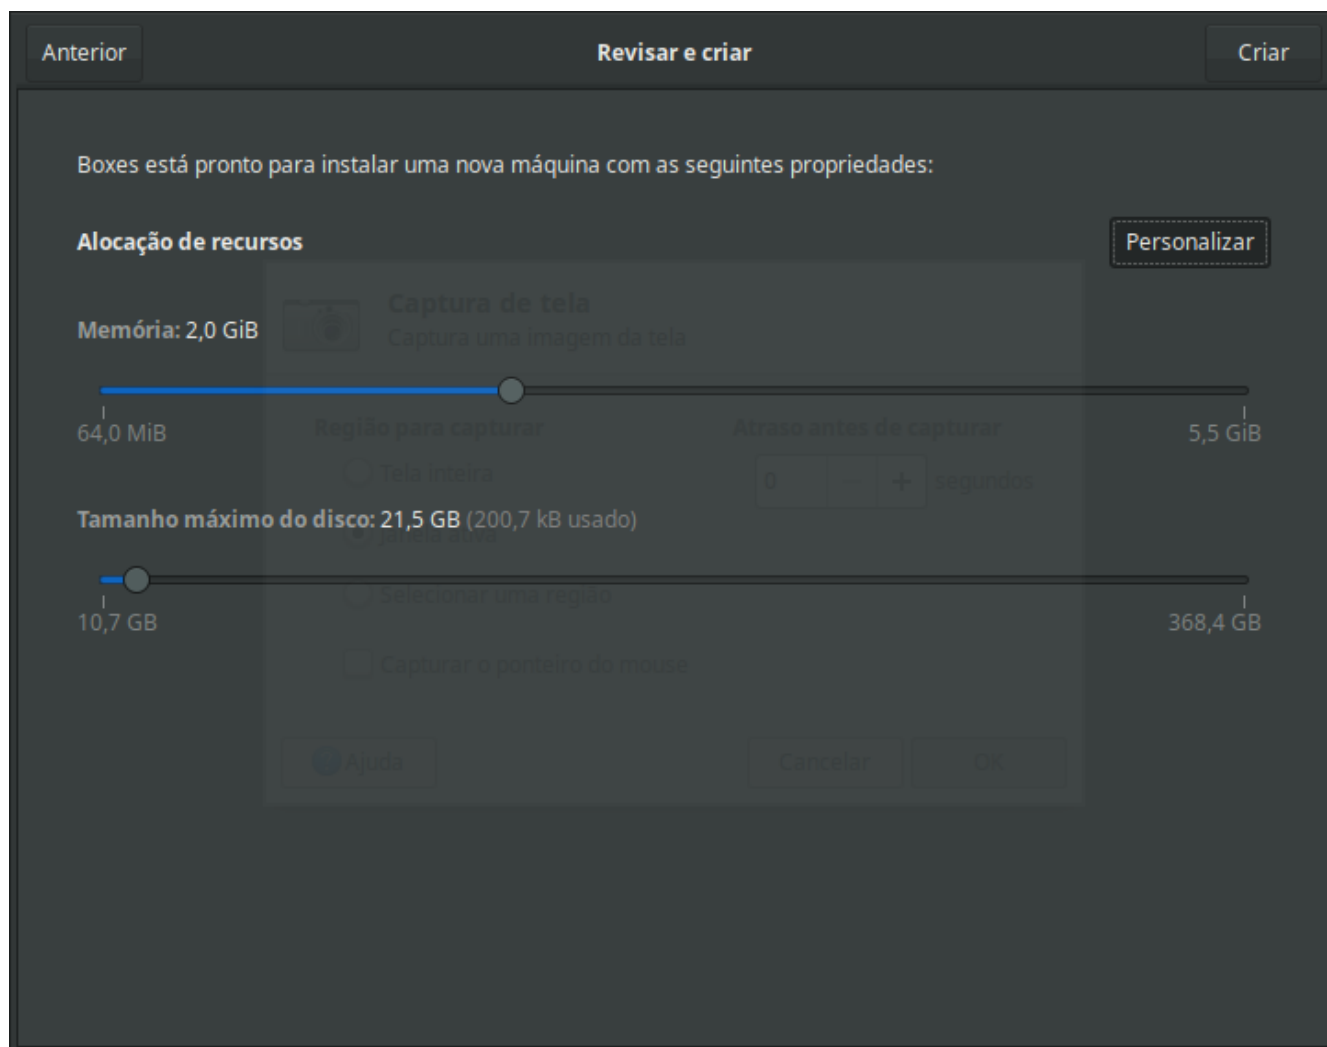 Anterior
Revisar e criar
Criar
Boxes está pronto para instalar uma nova máquina com as seguintes propriedades:
Alocação de recursos
Personalizar
Captura de tela
Memória: 2,0 GiB
Captura uma imagem da tela
64,0 MiB
Região para capturar
Atraso antes de capturar
5,5 GiB
Tela inteira
0 − + segundos
Tamanho máximo do disco: 21,5 GB (200,7 kB usado)
Janela ativa
Selecionar uma região
10,7 GB
368,4 GB
Capturar o ponteiro do mouse
Ajuda
Cancelar
OK